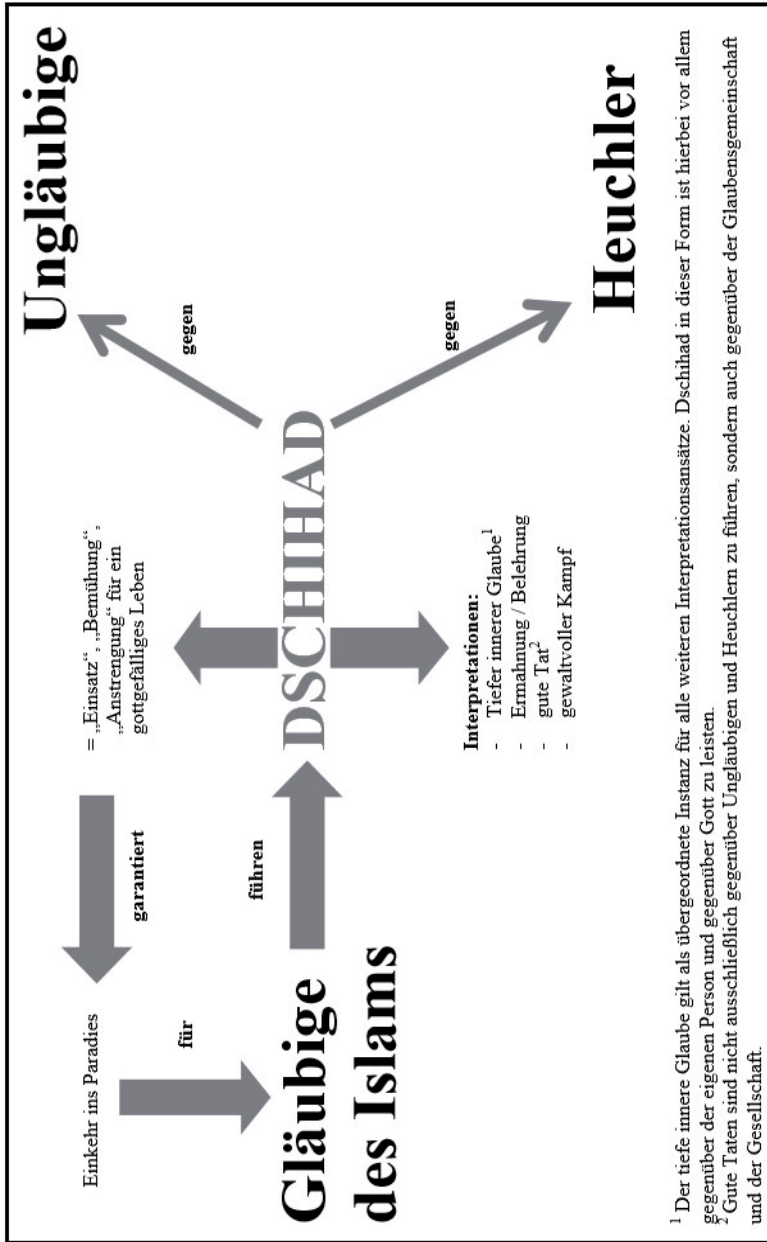 Einkehr ins Paradies
für
garantiert
= „Einsatz“, „Bemühung“,
„Anstrengung“ für ein
gottgefälliges Leben
Gläubige
des Islams
führen
DSCHIHAD
gegen
Ungläubige
gegen
Heuchler
Interpretationen:
- Tiefer innerer Glaube¹
- Ermahnung / Belehrung
- gute Tat²
- gewaltvoller Kampf
¹ Der tiefe innere Glaube gilt als übergeordnete Instanz für alle weiteren Interpretationsansätze. Dschihad in dieser Form ist hierbei vor allem
gegenüber der eigenen Person und gegenüber Gott zu leisten.
² Gute Taten sind nicht ausschließlich gegenüber Ungläubigen und Heuchlern zu führen, sondern auch gegenüber der Glaubensgemeinschaft
und der Gesellschaft.